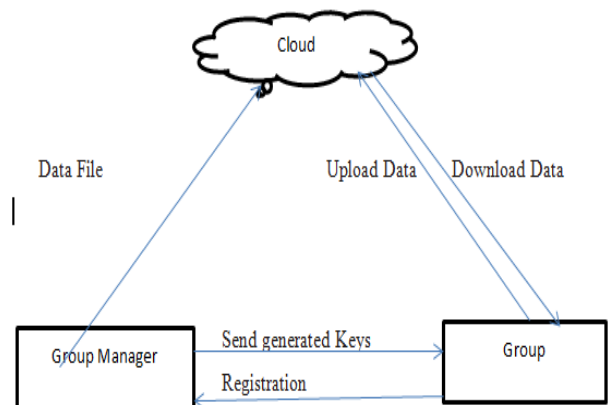 Cloud
Data File
Upload Data
Download Data
Group Manager
Send generated Keys
Group
Registration